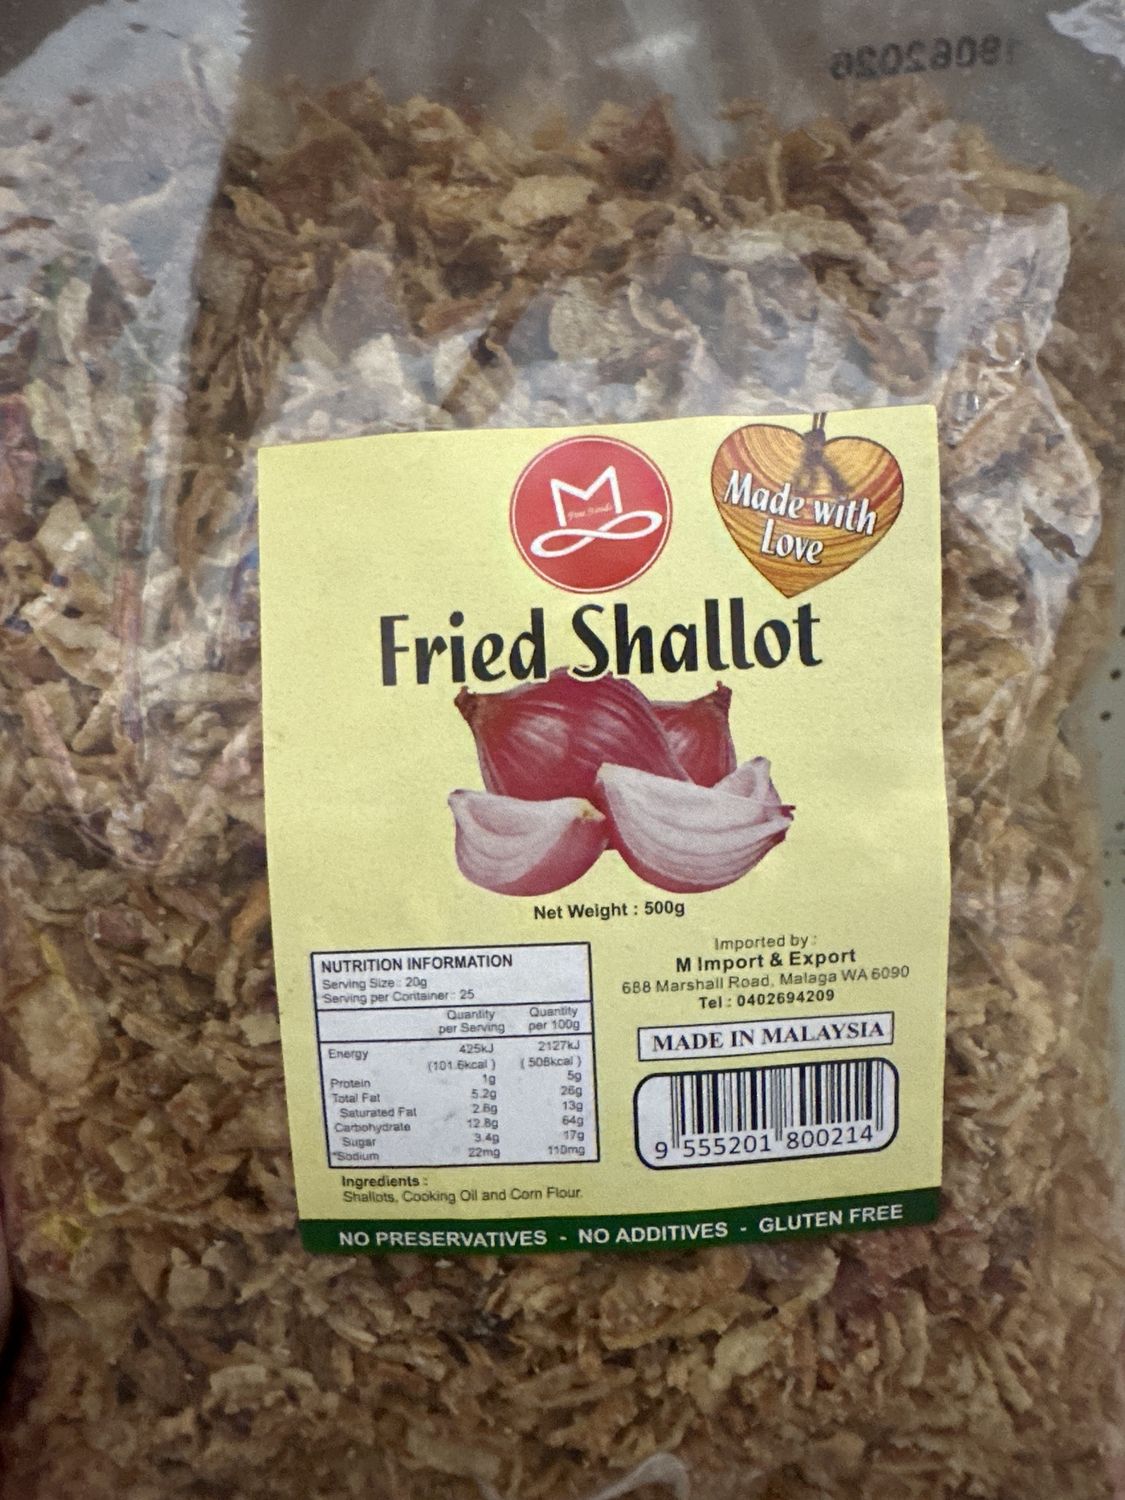 M
Made with
Love
Fried Shallot
Net Weight : 500g
NUTRITION INFORMATION
Serving Size : 20g
Serving per Container : 25
Quantity per Serving Quantity per 100g
Energy 425kJ 2127kJ
(101.6kcal ) ( 508kcal )
Protein 1g 5g
Total Fat 5.2g 26g
Saturated Fat 2.6g 13g
Carbohydrate 12.8g 64g
Sugar 3.4g 17g
*Sodium 22mg 110mg
Ingredients :
Shallots, Cooking Oil and Corn Flour.
Imported by :
M Import & Export
688 Marshall Road, Malaga WA 6090
Tel : 0402694209
MADE IN MALAYSIA
9 555201 800214
NO PRESERVATIVES - NO ADDITIVES - GLUTEN FREE